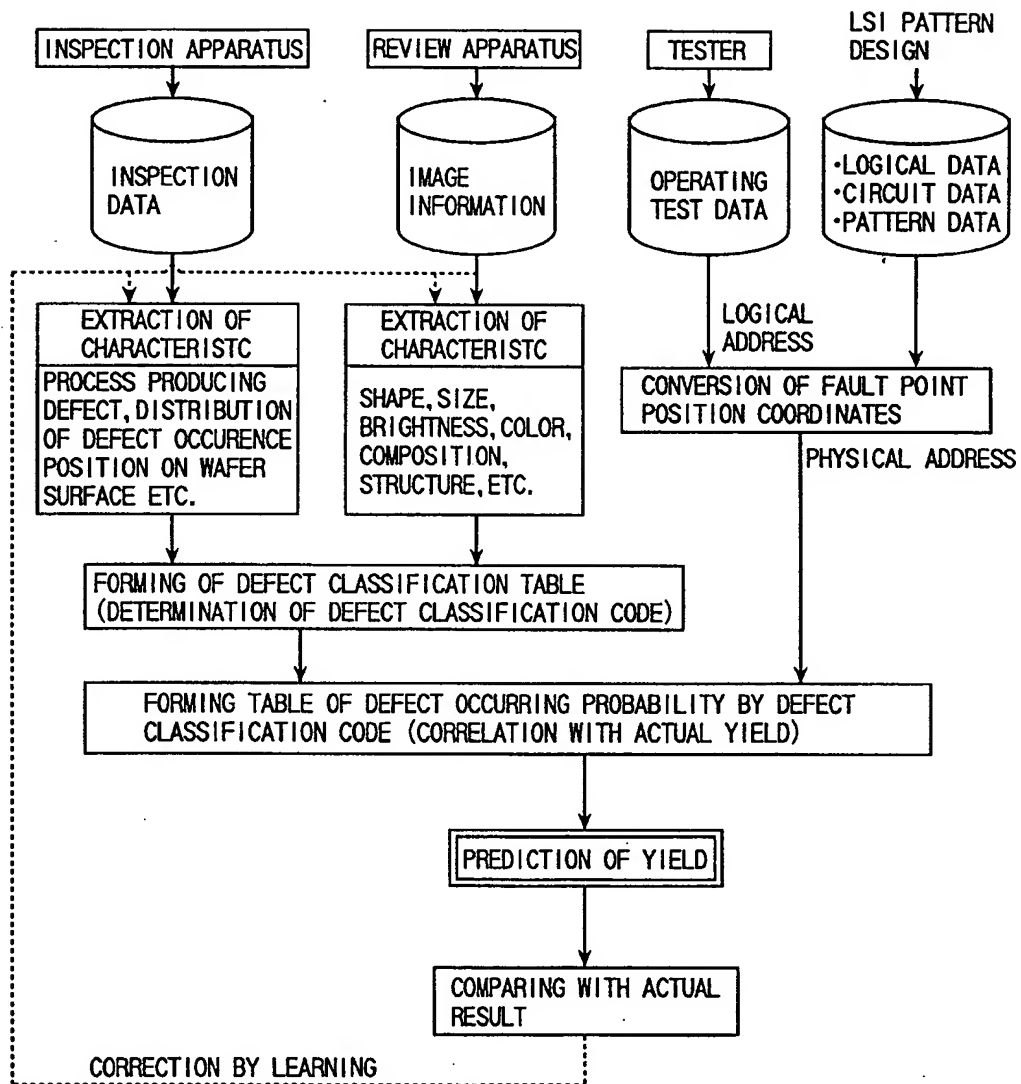 INSPECTION APPARATUS
REVIEW APPARATUS
TESTER
LSI PATTERN
DESIGN
INSPECTION
DATA
IMAGE
INFORMATION
OPERATING
TEST DATA
•LOGICAL DATA
•CIRCUIT DATA
•PATTERN DATA
EXTRACTION OF
CHARACTERISTC
PROCESS PRODUCING
DEFECT, DISTRIBUTION
OF DEFECT OCCURENCE
POSITION ON WAFER
SURFACE ETC.
EXTRACTION OF
CHARACTERISTC
SHAPE, SIZE,
BRIGHTNESS, COLOR,
COMPOSITION,
STRUCTURE, ETC.
LOGICAL
ADDRESS
CONVERSION OF FAULT POINT
POSITION COORDINATES
PHYSICAL ADDRESS
FORMING OF DEFECT CLASSIFICATION TABLE
(DETERMINATION OF DEFECT CLASSIFICATION CODE)
FORMING TABLE OF DEFECT OCCURRING PROBABILITY BY DEFECT
CLASSIFICATION CODE (CORRELATION WITH ACTUAL YIELD)
PREDICTION OF YIELD
COMPARING WITH ACTUAL
RESULT
CORRECTION BY LEARNING